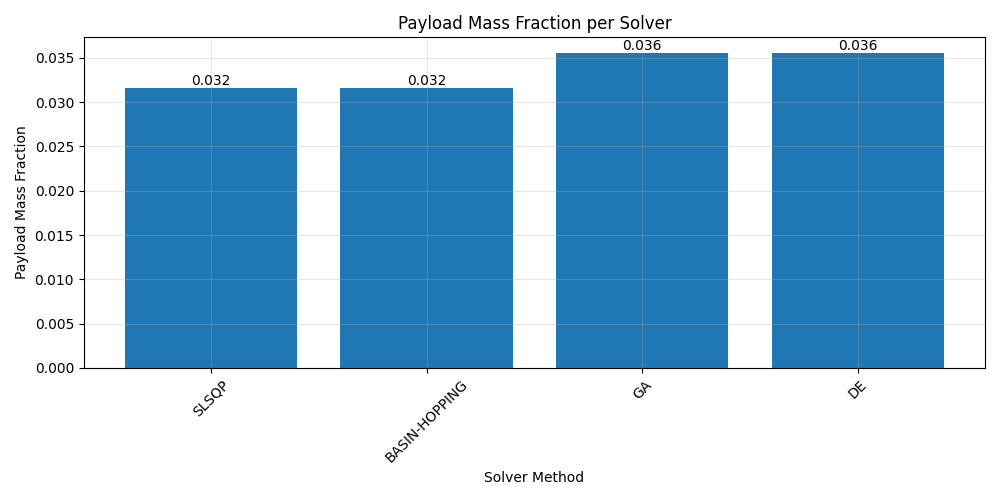 Payload Mass Fraction per Solver
0.032
0.032
0.036
0.036
Payload Mass Fraction
0.035
0.030
0.025
0.020
0.015
0.010
0.005
0.000
SLSQP
BASIN-HOPPING
GA
DE
Solver Method